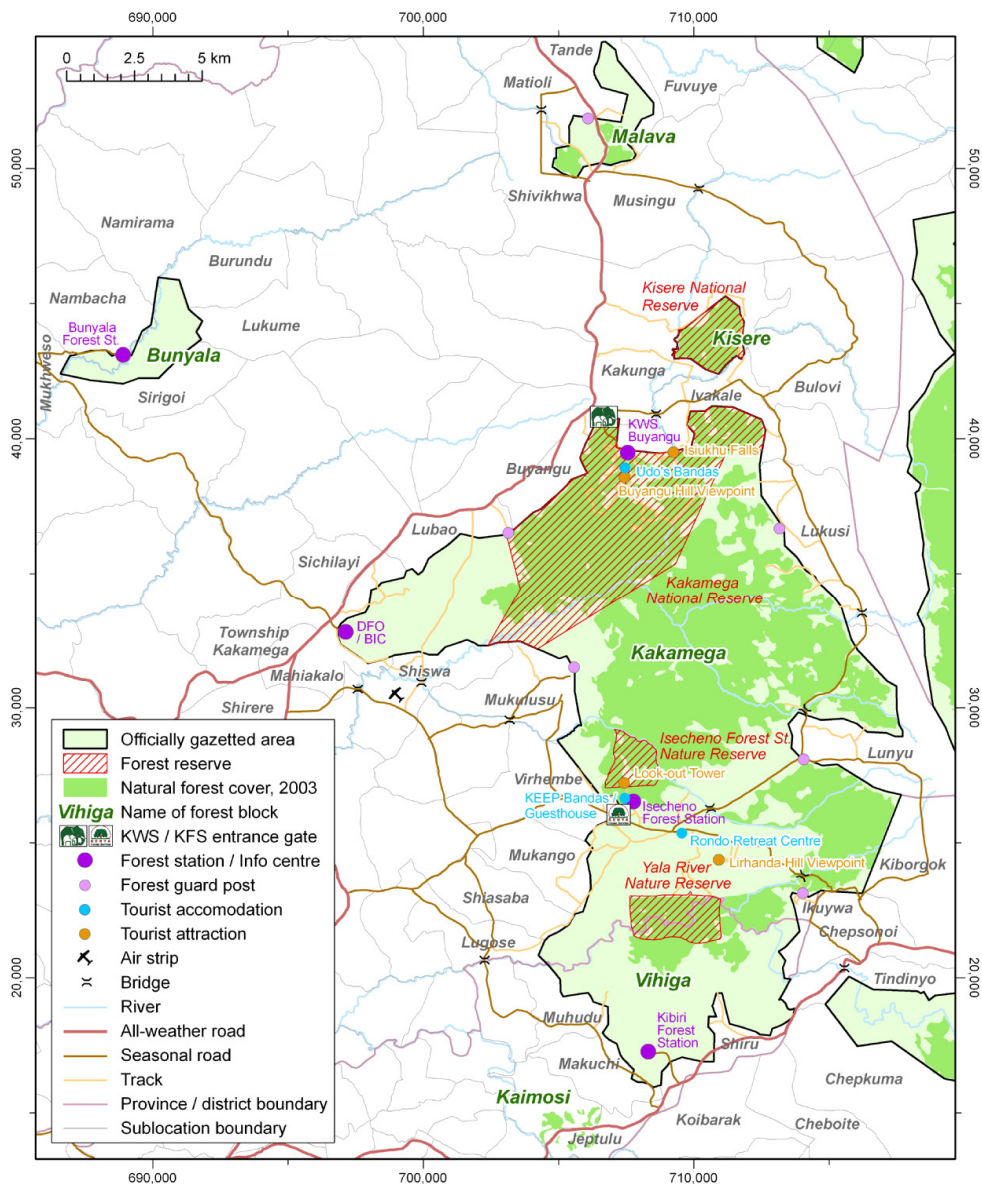 690,000
700,000
710,000
0 2.5 5 km
Tande
Matioli
Fuvuye
Malava
50,000
50,000
Shivikhwa
Musingu
Namirama
Burundu
Nambacha
Kisere National
Reserve
Bunyala
Forest St.
Lukume
Bunyala
Kisere
Mukhweso
Sirigoi
Kakunga
Ivakale
Bulovi
40,000
40,000
KWS
Buyangu
Isiukhu Falls
Buyangu
Udo's Bandas
Buyangu Hill Viewpoint
Lubao
Lukusi
Sichilayi
Kakamega
National Reserve
DFO
/ BIC
Township
Kakamega
Kakamega
Mahiakalo
Shiswa
Shirere
Mukulusu
30,000
30,000
Isecheno Forest St.
Nature Reserve
Lunyu
Virhembe
Look-out Tower
KEEP Bandas /
Guesthouse
Isecheno
Forest Station
Rondo Retreat Centre
Mukango
Lirhanda Hill Viewpoint
Kiborgok
Yala River
Nature Reserve
Shiasaba
Ikuywa
Chepsonoi
Lugose
20,000
20,000
Vihiga
Tindinyo
Muhudu
Kibiri
Forest
Station
Shiru
Makuchi
Chepkuma
Kaimosi
Koibarak
Cheboite
Jeptulu
Officially gazetted area
Forest reserve
Natural forest cover, 2003
Vihiga Name of forest block
KWS / KFS entrance gate
Forest station / Info centre
Forest guard post
Tourist accomodation
Tourist attraction
Air strip
Bridge
River
All-weather road
Seasonal road
Track
Province / district boundary
Sublocation boundary
690,000
700,000
710,000